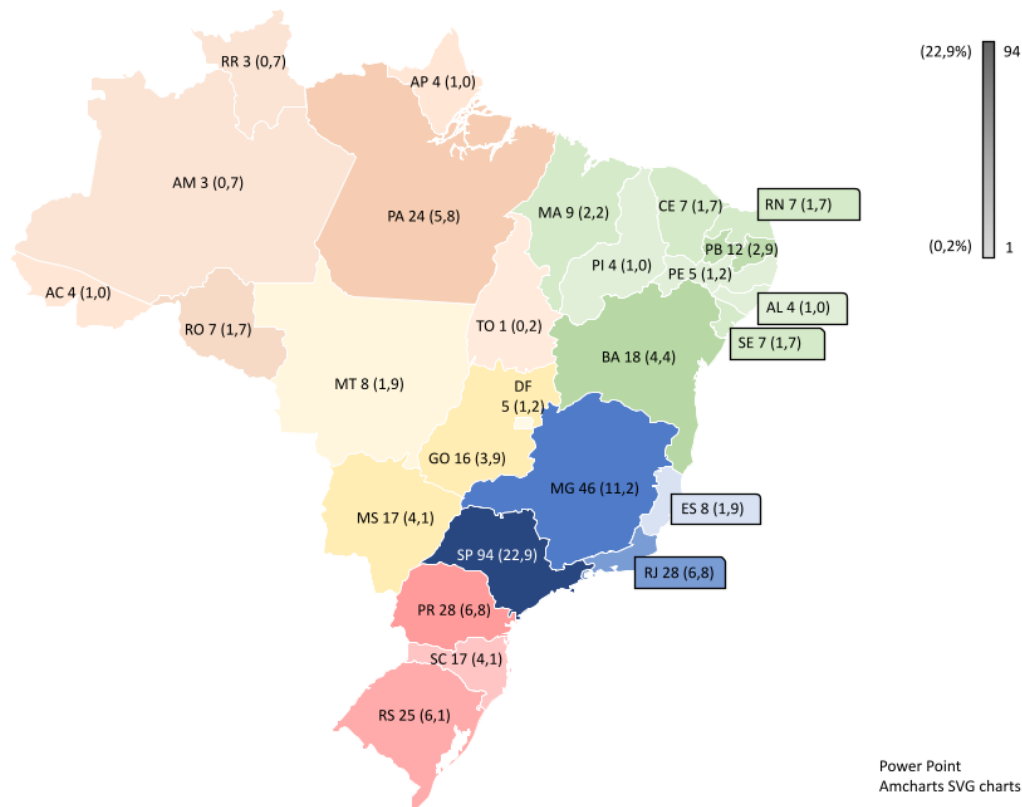 RR 3 (0,7)
AP 4 (1,0)
(22,9%) 94
AM 3 (0,7)
PA 24 (5,8)
MA 9 (2,2)
CE 7 (1,7)
RN 7 (1,7)
PB 12 (2,9)
(0,2%) 1
PI 4 (1,0)
PE 5 (1,2)
AC 4 (1,0)
AL 4 (1,0)
RO 7 (1,7)
TO 1 (0,2)
SE 7 (1,7)
BA 18 (4,4)
MT 8 (1,9)
DF
5 (1,2)
GO 16 (3,9)
MG 46 (11,2)
ES 8 (1,9)
MS 17 (4,1)
SP 94 (22,9)
RJ 28 (6,8)
PR 28 (6,8)
SC 17 (4,1)
RS 25 (6,1)
Power Point
Amcharts SVG charts